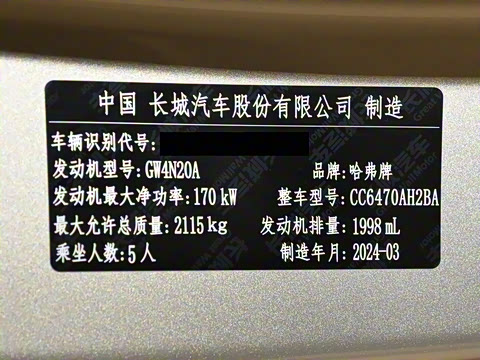 中国 长城汽车股份有限公司 制造
车辆识别代号:
发动机型号: GW4N20A 品牌: 哈弗牌
发动机最大净功率: 170 kW 整车型号: CC6470AH2BA
最大允许总质量: 2115 kg 发动机排量: 1998 mL
乘坐人数: 5 人 制造年月: 2024-03